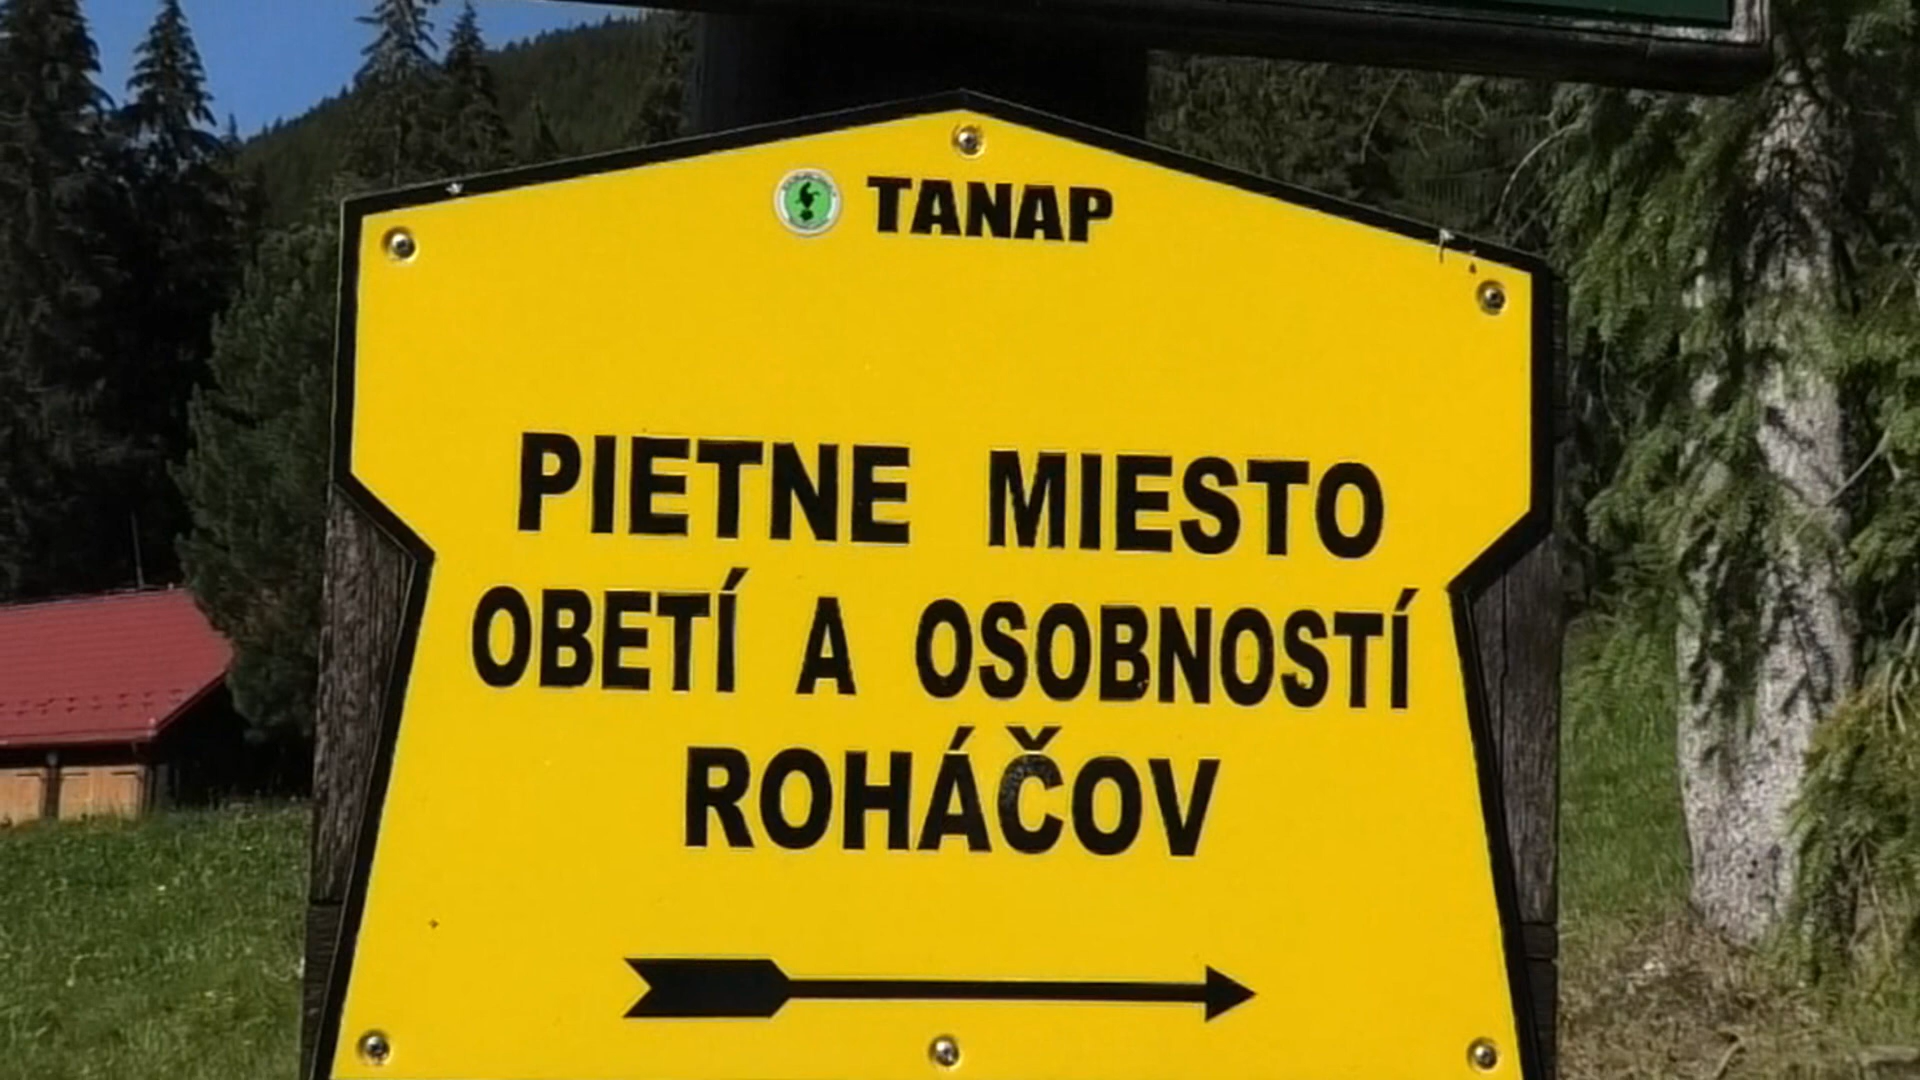 TANAP
PIETNE MIESTO
OBETÍ A OSOBNOSTÍ
ROHÁČOV